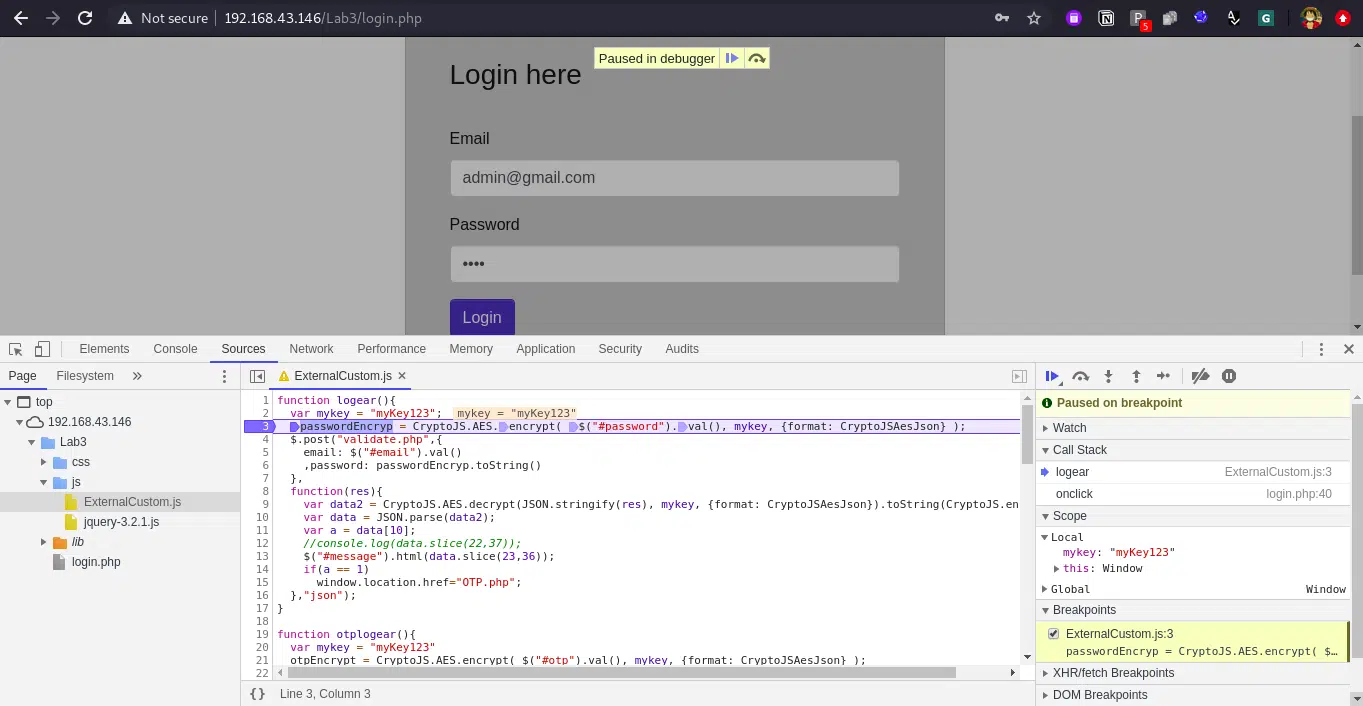 Not secure | 192.168.43.146/Lab3/login.php
5
G
Paused in debugger
Login here
Email
admin@gmail.com
Password
••••
Login
Elements Console Sources Network Performance Memory Application Security Audits
Page Filesystem »
ExternalCustom.js ×
top
192.168.43.146
Lab3
css
js
ExternalCustom.js
jquery-3.2.1.js
lib
login.php
1 function logear(){
2 var mykey = "myKey123"; mykey = "myKey123"
3 passwordEncryp = CryptoJS.AES.encrypt( $("#password").val(), mykey, {format: CryptoJSAesJson} );
4 $.post("validate.php",{
5 email: $("#email").val()
6 ,password: passwordEncryp.toString()
7 },
8 function(res){
9 var data2 = CryptoJS.AES.decrypt(JSON.stringify(res), mykey, {format: CryptoJSAesJson}).toString(CryptoJS.en
10 var data = JSON.parse(data2);
11 var a = data[10];
12 //console.log(data.slice(22,37));
13 $("#message").html(data.slice(23,36));
14 if(a == 1)
15 window.location.href="OTP.php";
16 },"json");
17 }
18
19 function otplogear(){
20 var mykey = "myKey123"
21 otpEncrypt = CryptoJS.AES.encrypt( $("#otp").val(), mykey, {format: CryptoJSAesJson} );
22
{} Line 3, Column 3
Paused on breakpoint
Watch
Call Stack
logear ExternalCustom.js:3
onclick login.php:40
Scope
Local
mykey: "myKey123"
this: Window
Global Window
Breakpoints
ExternalCustom.js:3
passwordEncryp = CryptoJS.AES.encrypt( $…
XHR/fetch Breakpoints
DOM Breakpoints